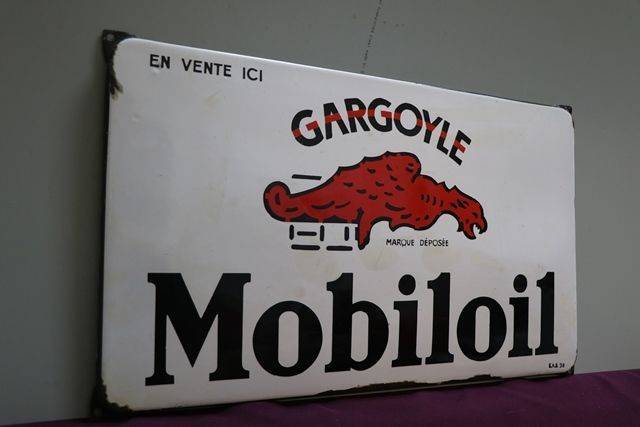 EN VENTE ICI
GARGOYLE
MARQUE DÉPOSÉE
Mobiloil